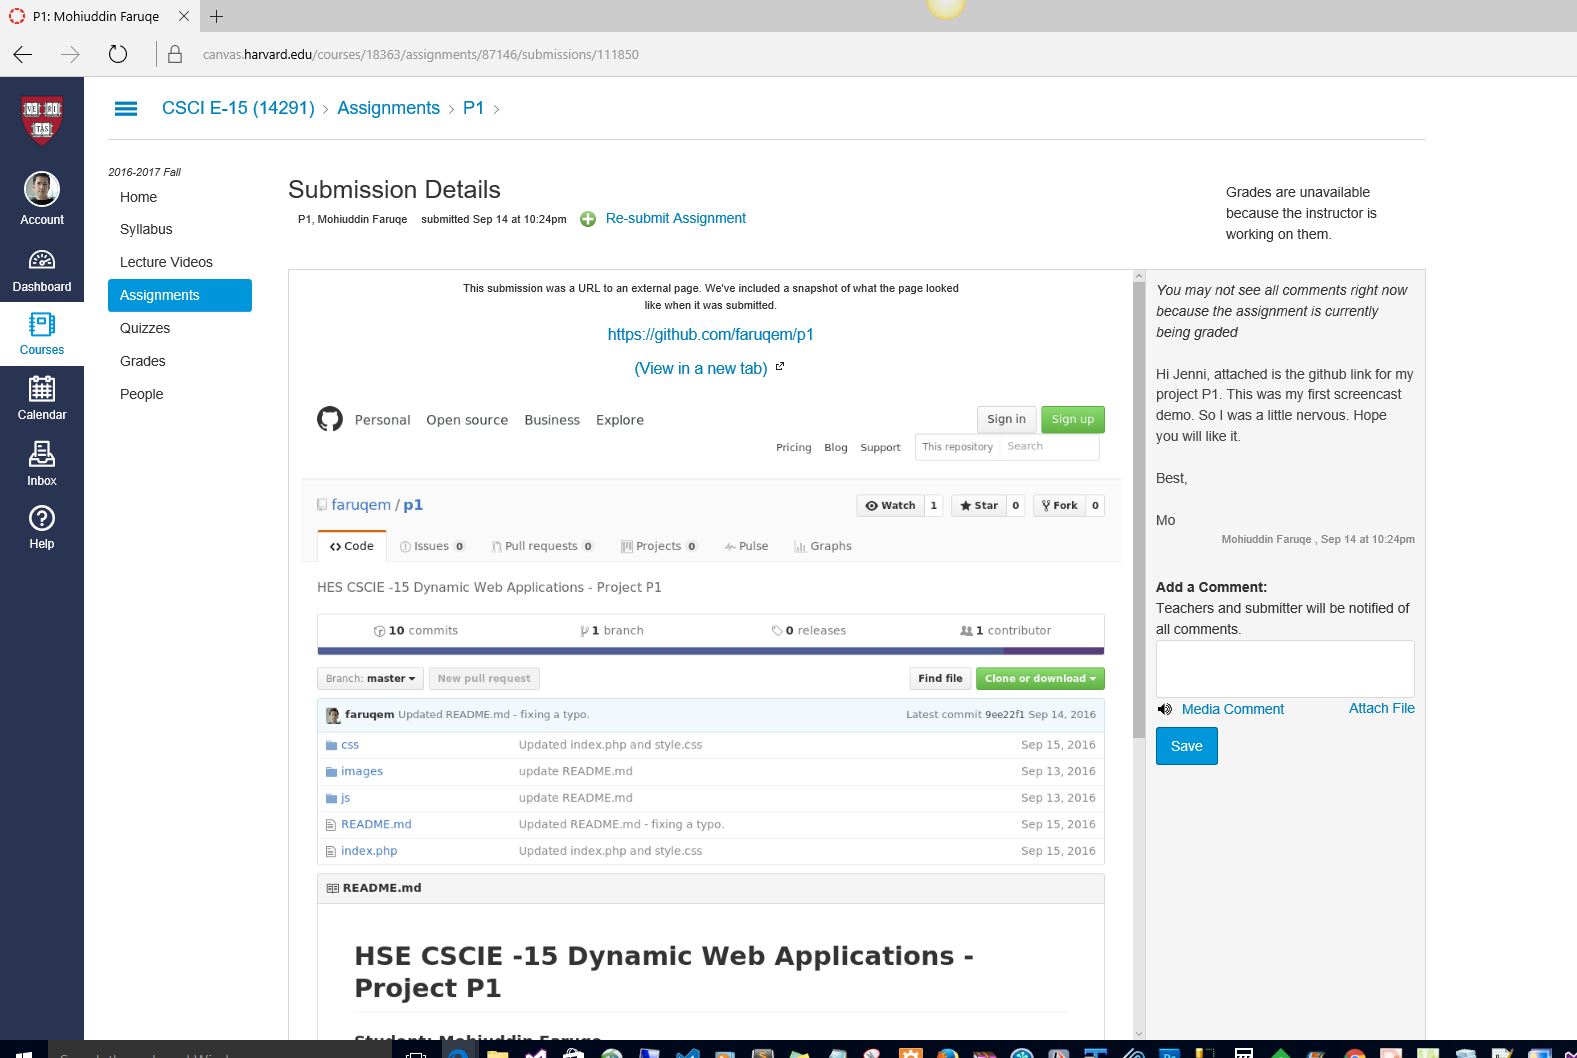 P1: Mohiuddin Faruqe
canvas.harvard.edu/courses/18363/assignments/87146/submissions/111850
VE RI
TAS
Account
Dashboard
Courses
Calendar
Inbox
Help
CSCI E-15 (14291) > Assignments > P1 >
2016-2017 Fall
Home
Syllabus
Lecture Videos
Assignments
Quizzes
Grades
People
Submission Details
P1, Mohiuddin Faruqe submitted Sep 14 at 10:24pm Re-submit Assignment
Grades are unavailable
because the instructor is
working on them.
This submission was a URL to an external page. We've included a snapshot of what the page looked
like when it was submitted.
https://github.com/faruqem/p1
(View in a new tab)
Personal Open source Business Explore Sign in Sign up
Pricing Blog Support This repository Search
faruqem / p1 Watch 1 Star 0 Fork 0
Code Issues 0 Pull requests 0 Projects 0 Pulse Graphs
HES CSCIE -15 Dynamic Web Applications - Project P1
10 commits 1 branch 0 releases 1 contributor
Branch: master New pull request Find file Clone or download
faruqem Updated README.md - fixing a typo. Latest commit 9ee22f1 Sep 14, 2016
css Updated index.php and style.css Sep 15, 2016
images update README.md Sep 13, 2016
js update README.md Sep 13, 2016
README.md Updated README.md - fixing a typo. Sep 15, 2016
index.php Updated index.php and style.css Sep 15, 2016
README.md
HSE CSCIE -15 Dynamic Web Applications -
Project P1
Student: Mohiuddin Faruqe
You may not see all comments right now
because the assignment is currently
being graded
Hi Jenni, attached is the github link for my
project P1. This was my first screencast
demo. So I was a little nervous. Hope
you will like it.
Best,
Mo
Mohiuddin Faruqe , Sep 14 at 10:24pm
Add a Comment:
Teachers and submitter will be notified of
all comments.
Media Comment Attach File
Save